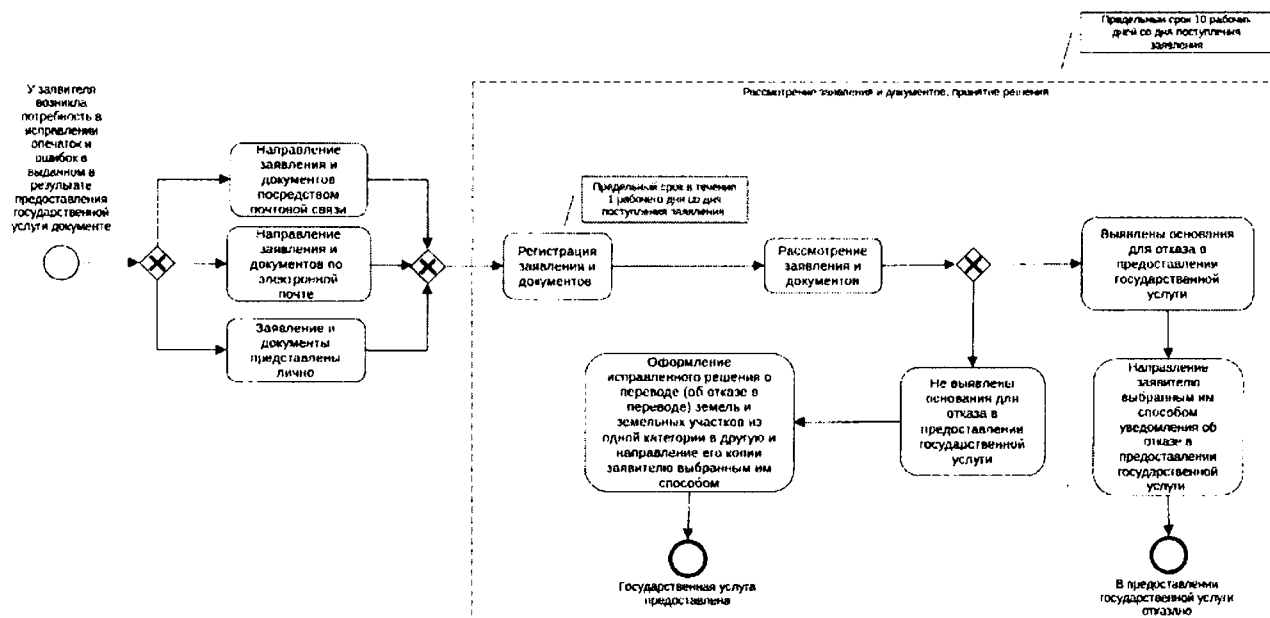 Предельный срок 10 рабочих
дней со дня поступления
заявления
Рассмотрение заявления и документов, принятие решения
У заявителя
возникла
потребность в
исправлении
опечаток и
ошибок в
выданном в
результате
предоставления
государственной
услуги документе
Направление
заявления и
документов
посредством
почтовой связи
Направление
заявления и
документов по
электронной
почте
Заявление и
документы
представлены
лично
Предельный срок в течение
1 рабочего дня со дня
поступления заявления
Регистрация
заявления и
документов
Рассмотрение
заявления и
документов
Выявлены основания
для отказа в
предоставлении
государственной
услуги
Оформление
исправленного решения о
переводе (об отказе в
переводе) земель и
земельных участков из
одной категории в другую и
направление его копии
заявителю выбранным им
способом
Не выявлены
основания для
отказа в
предоставлении
государственной
услуги
Направление
заявителю
выбранным им
способом
уведомления об
отказе в
предоставлении
государственной
услуги
Государственная услуга
предоставлена
В предоставлении
государственной услуги
отказано